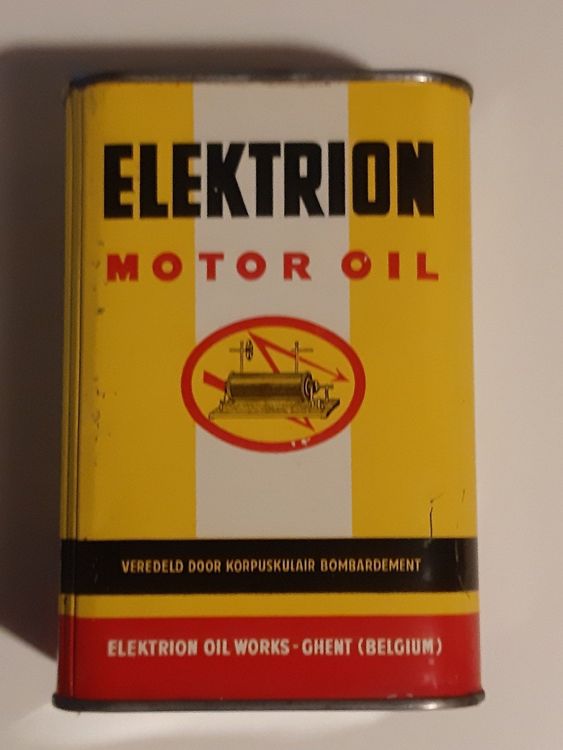 ELEKTRION
MOTOR OIL
VEREDELD DOOR KORPUSKULAIR BOMBARDEMENT
ELEKTRION OIL WORKS - GHENT (BELGIUM)